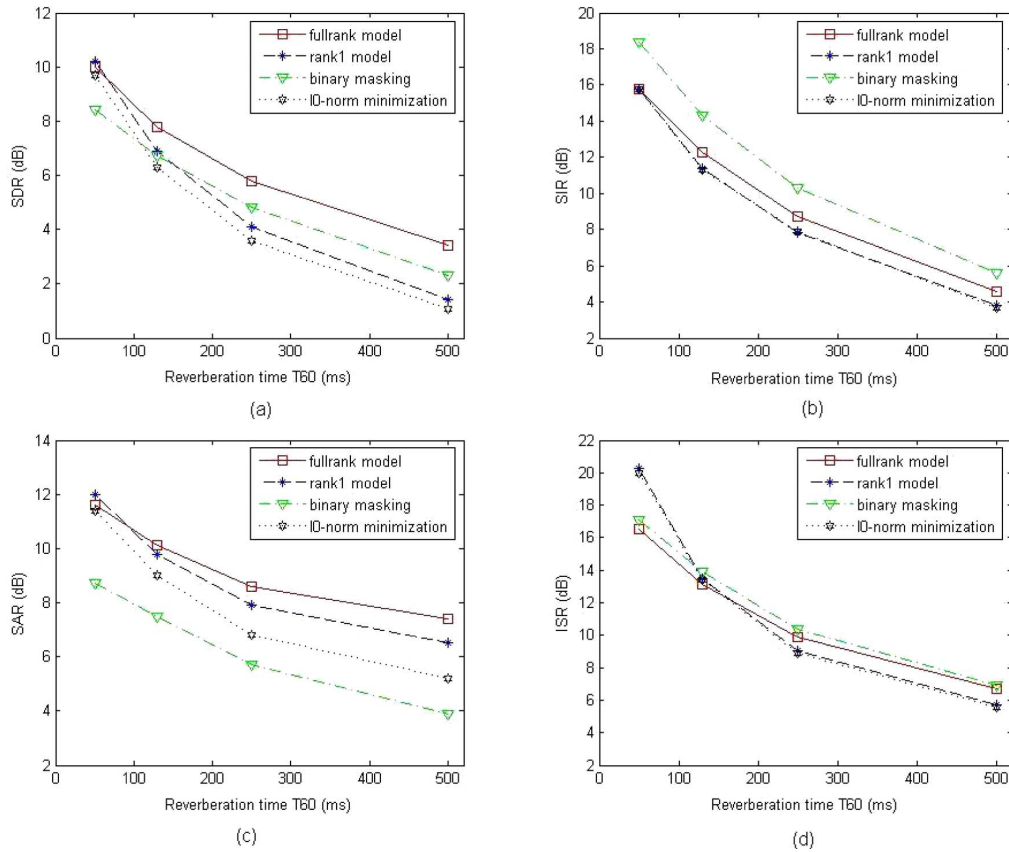 12
10
8
6
4
2
0
SDR (dB)
fullrank model
rank1 model
binary masking
l0-norm minimization
0 100 200 300 400 500
Reverberation time T60 (ms)
(a)
20
18
16
14
12
10
8
6
4
2
SIR (dB)
fullrank model
rank1 model
binary masking
l0-norm minimization
0 100 200 300 400 500
Reverberation time T60 (ms)
(b)
14
12
10
8
6
4
2
SAR (dB)
fullrank model
rank1 model
binary masking
l0-norm minimization
0 100 200 300 400 500
Reverberation time T60 (ms)
(c)
22
20
18
16
14
12
10
8
6
4
2
ISR (dB)
fullrank model
rank1 model
binary masking
l0-norm minimization
0 100 200 300 400 500
Reverberation time T60 (ms)
(d)